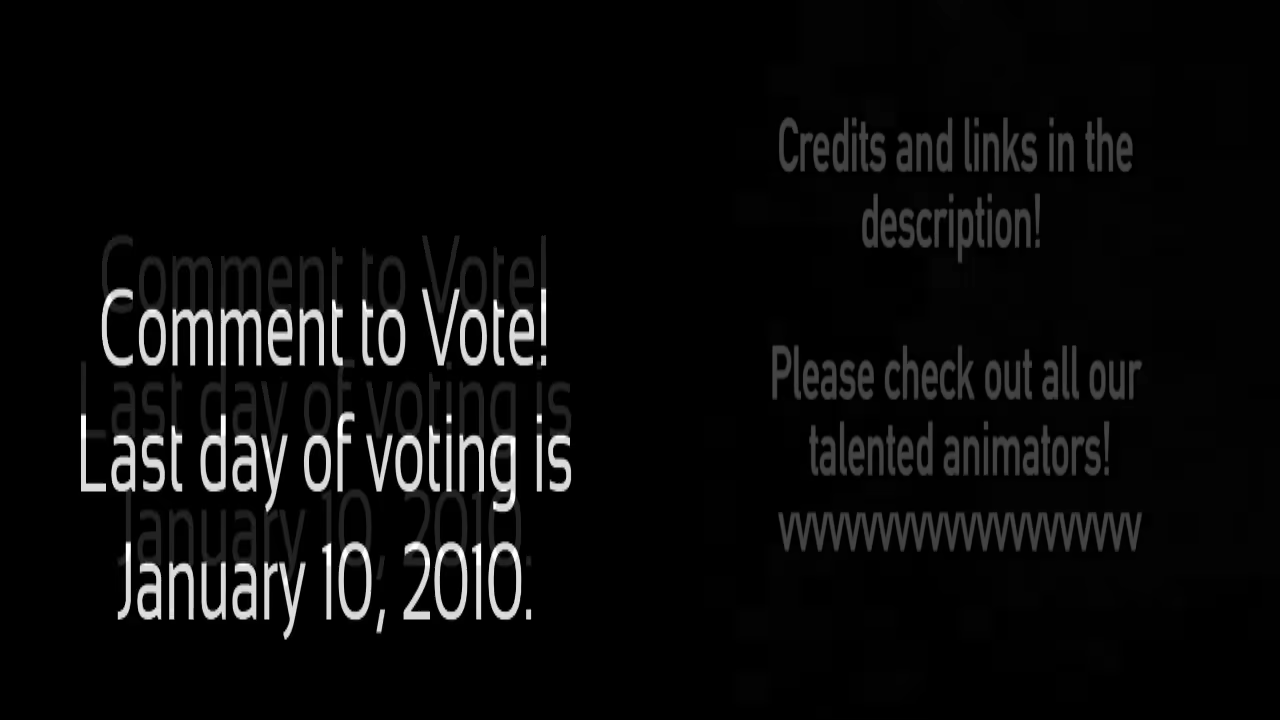 Comment to Vote!
Last day of voting is
January 10, 2010.
Credits and links in the
description!
Please check out all our
talented animators!
vvvvvvvvvvvvvvvvv